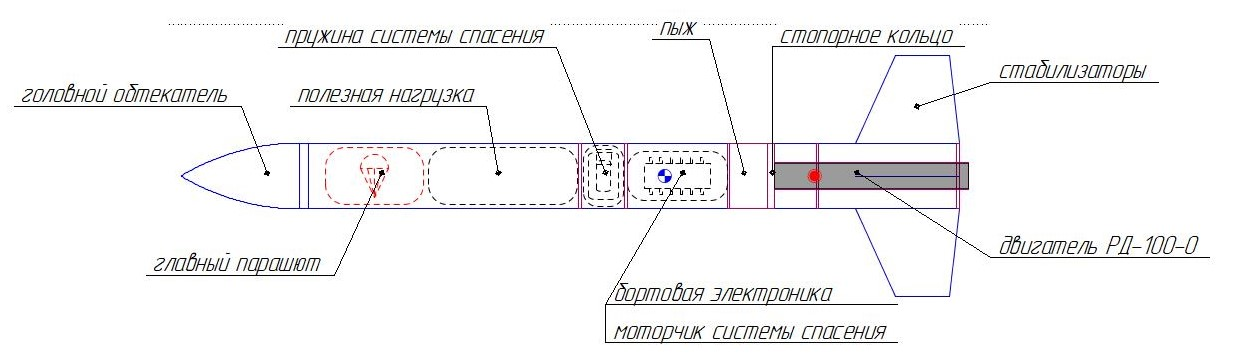 пружина системы спасения
пыж
стопорное кольцо
стабилизаторы
головной обтекатель
полезная нагрузка
главный парашют
двигатель РД-100-0
бортовая электроника
моторчик системы спасения